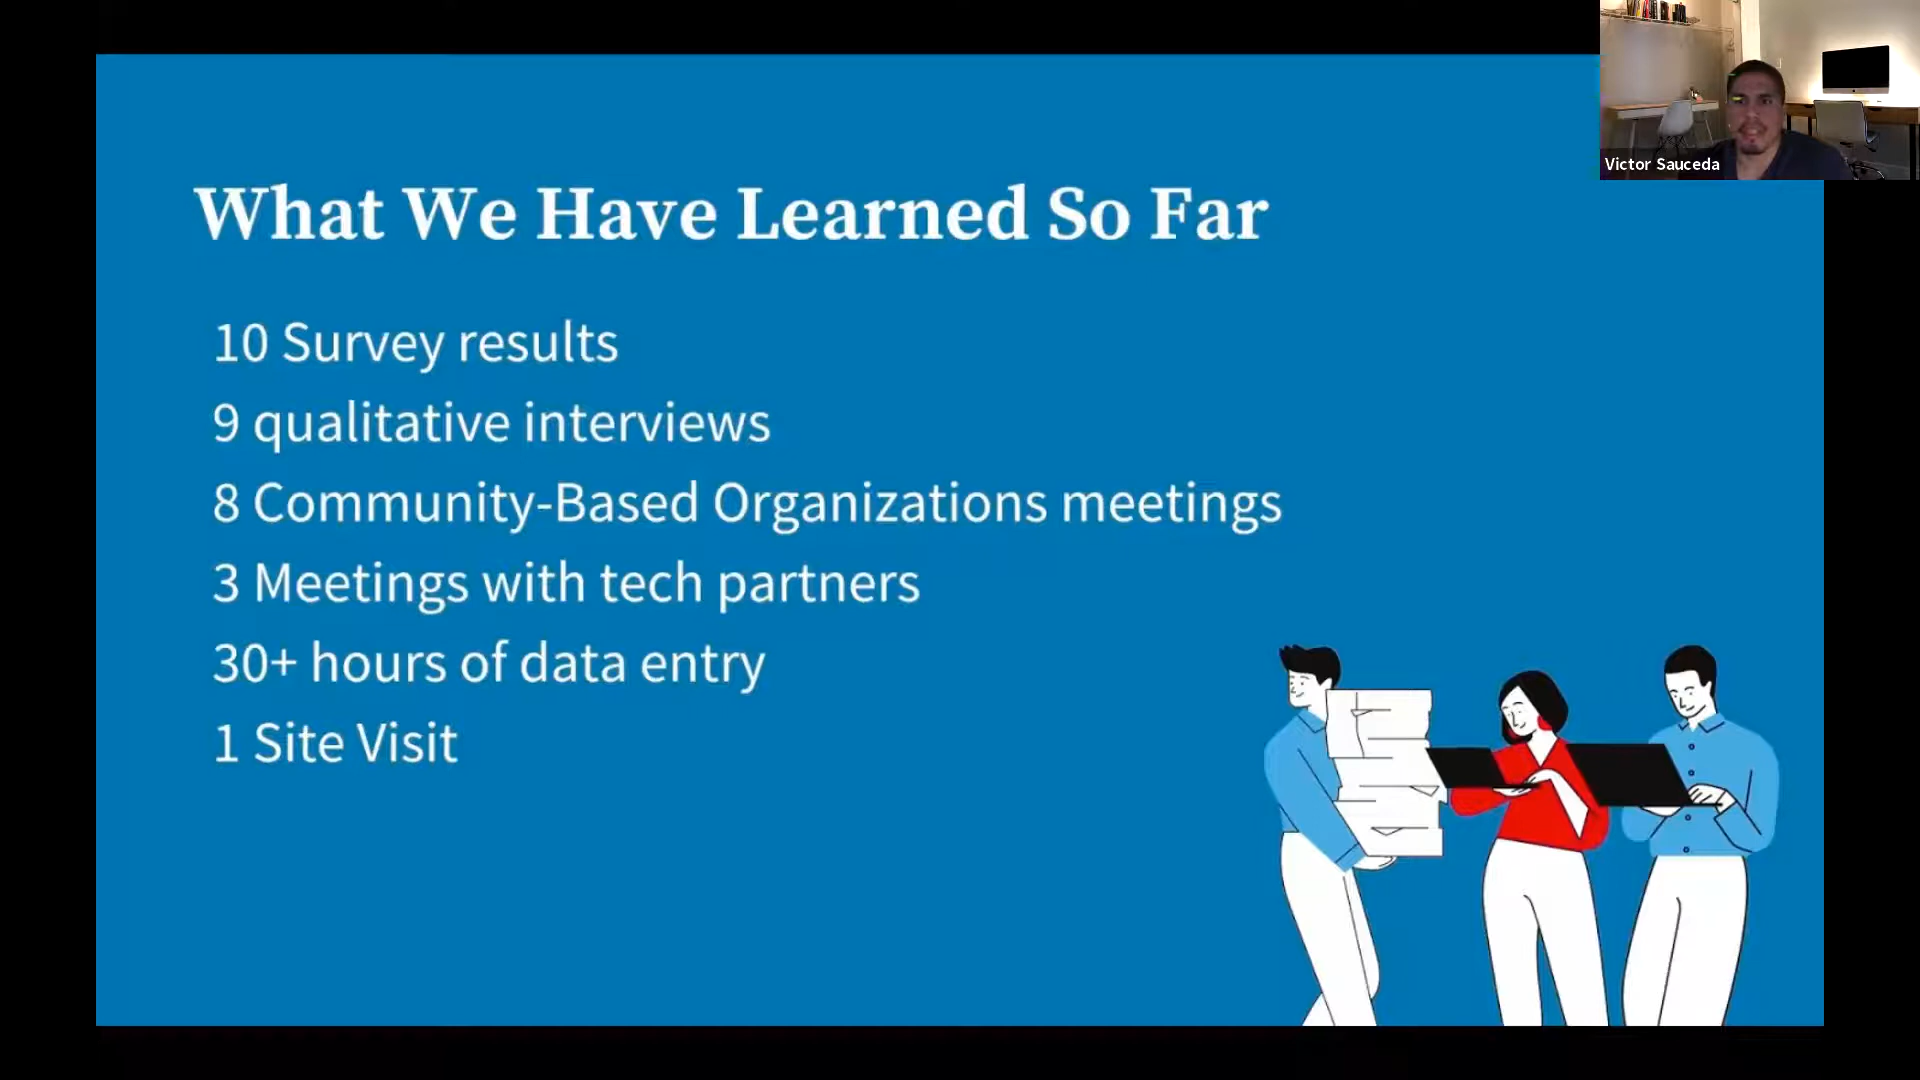 Victor Sauceda
What We Have Learned So Far
10 Survey results
9 qualitative interviews
8 Community-Based Organizations meetings
3 Meetings with tech partners
30+ hours of data entry
1 Site Visit